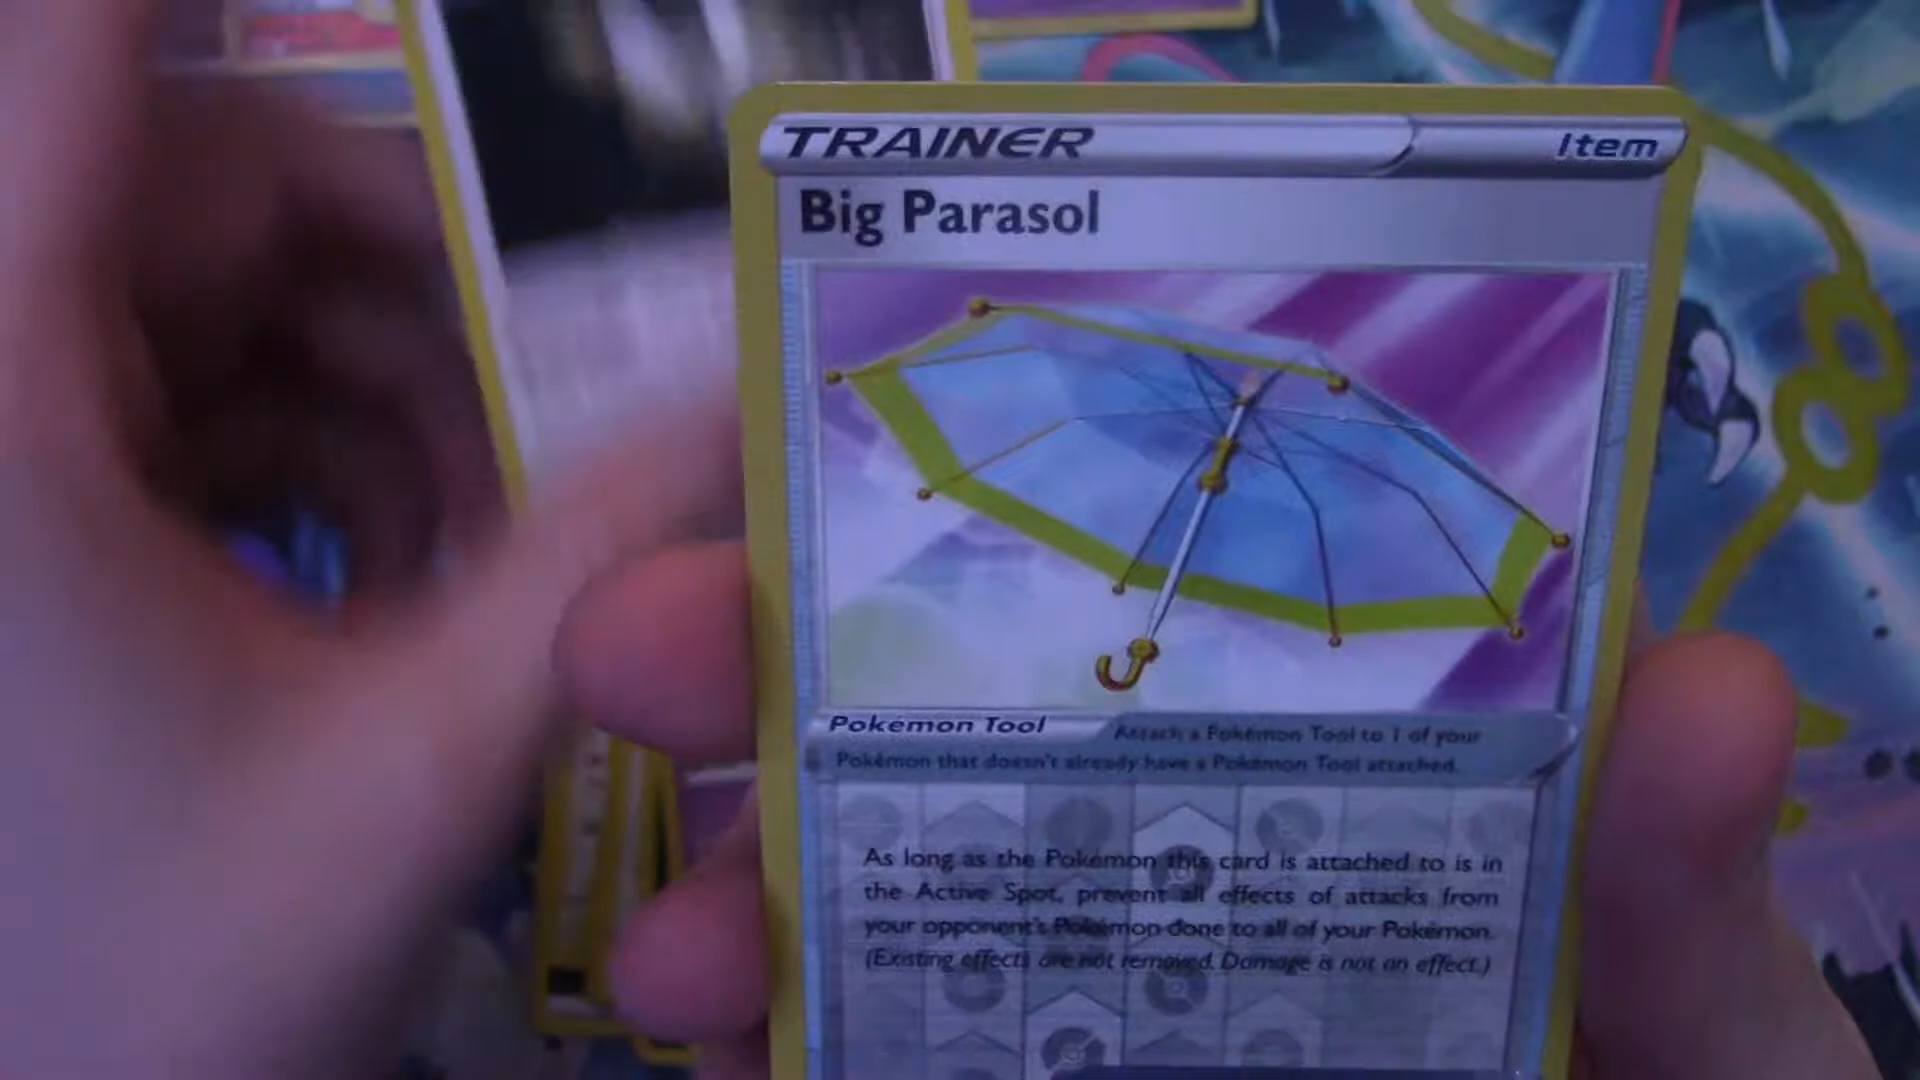 TRAINER Item
Big Parasol
Pokémon Tool Attach a Pokémon Tool to 1 of your
Pokémon that doesn't already have a Pokémon Tool attached.
As long as the Pokémon this card is attached to is in
the Active Spot, prevent all effects of attacks from
your opponent's Pokémon done to all of your Pokémon.
(Existing effects are not removed. Damage is not an effect.)